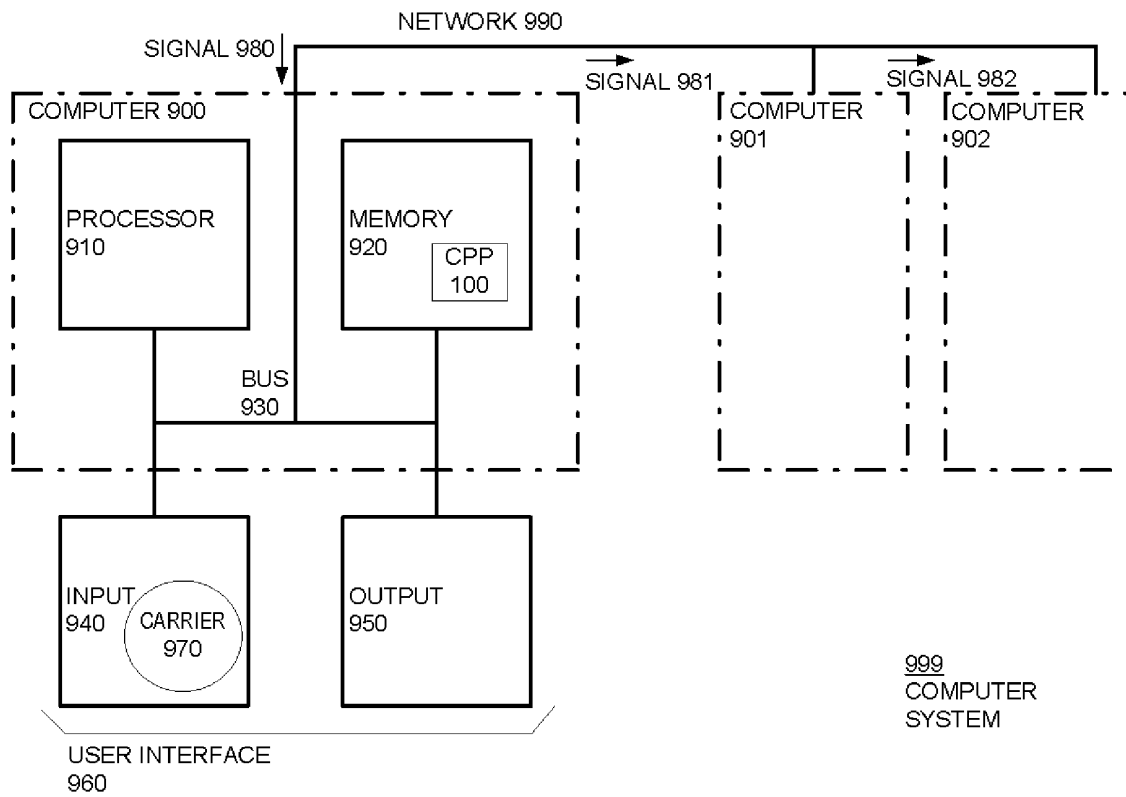 NETWORK 990
SIGNAL 980
SIGNAL 981
SIGNAL 982
COMPUTER 900
COMPUTER
901
COMPUTER
902
PROCESSOR
910
MEMORY
920
CPP
100
BUS
930
INPUT
940
CARRIER
970
OUTPUT
950
999
COMPUTER
SYSTEM
USER INTERFACE
960